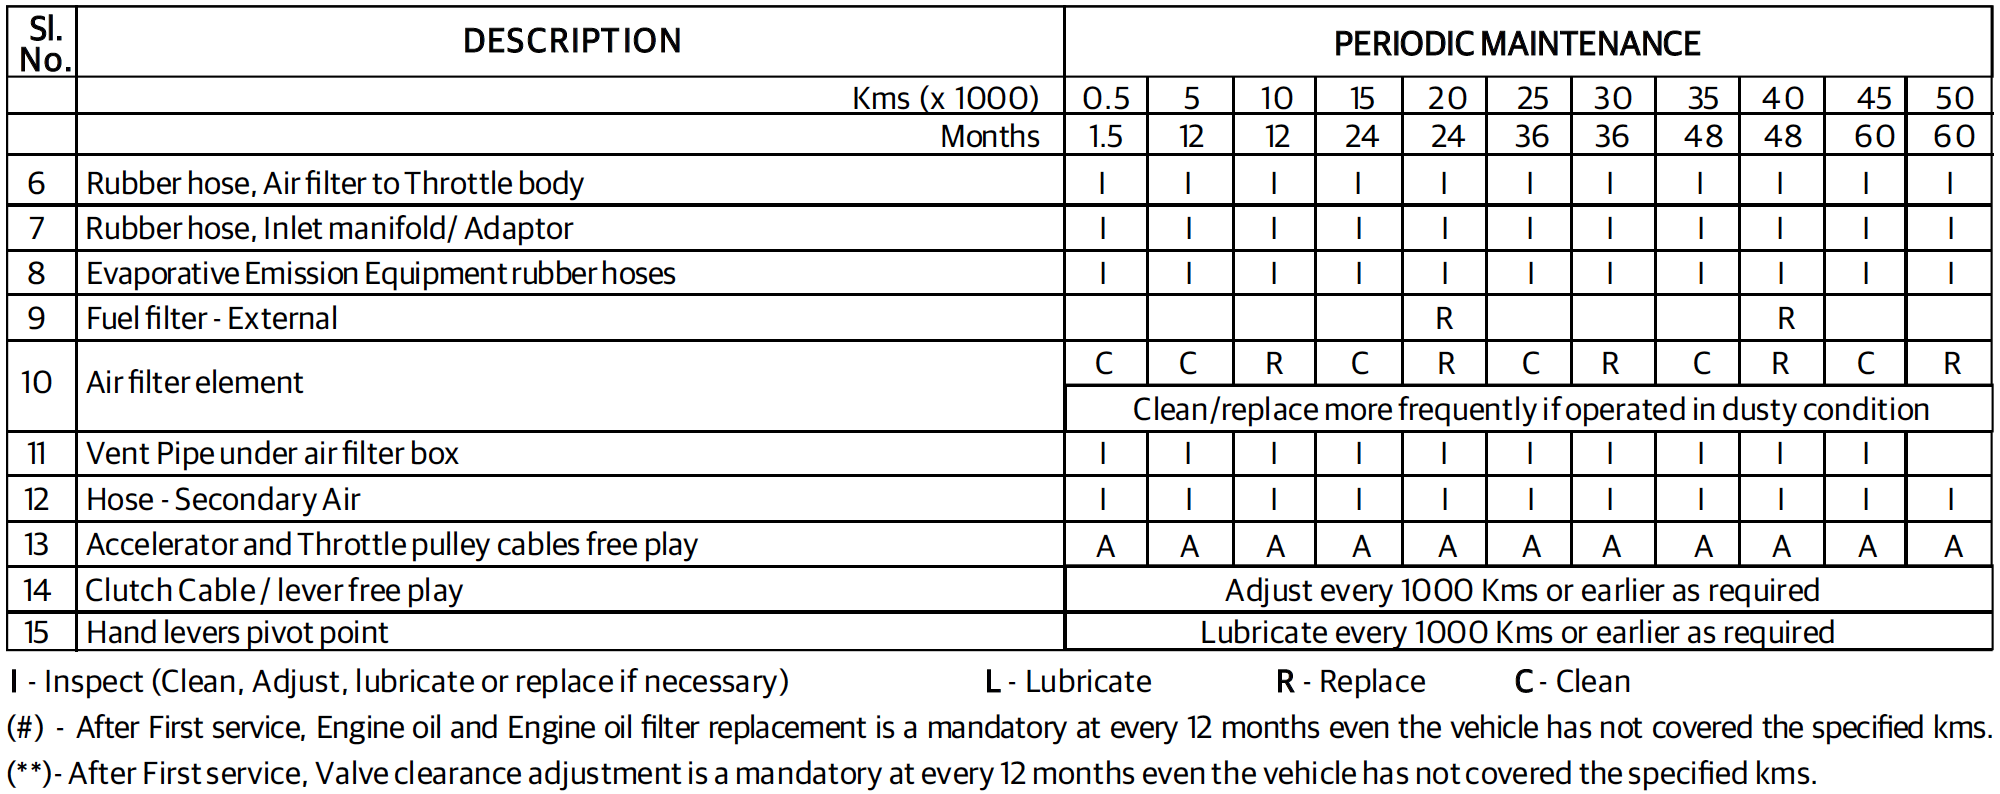 Sl. No. DESCRIPTION PERIODIC MAINTENANCE
Kms (x 1000) 0.5 5 10 15 20 25 30 35 40 45 50
Months 1.5 12 12 24 24 36 36 48 48 60 60
6 Rubber hose, Air filter to Throttle body I I I I I I I I I I I
7 Rubber hose, Inlet manifold/ Adaptor I I I I I I I I I I I
8 Evaporative Emission Equipment rubber hoses I I I I I I I I I I I
9 Fuel filter - External R R
10 Air filter element C C R C R C R C R C R
Clean/replace more frequently if operated in dusty condition
11 Vent Pipe under air filter box I I I I I I I I I I
12 Hose - Secondary Air I I I I I I I I I I I
13 Accelerator and Throttle pulley cables free play A A A A A A A A A A A
14 Clutch Cable / lever free play Adjust every 1000 Kms or earlier as required
15 Hand levers pivot point Lubricate every 1000 Kms or earlier as required
I - Inspect (Clean, Adjust, lubricate or replace if necessary) L - Lubricate R - Replace C - Clean
(#) - After First service, Engine oil and Engine oil filter replacement is a mandatory at every 12 months even the vehicle has not covered the specified kms.
(**)- After First service, Valve clearance adjustment is a mandatory at every 12 months even the vehicle has not covered the specified kms.